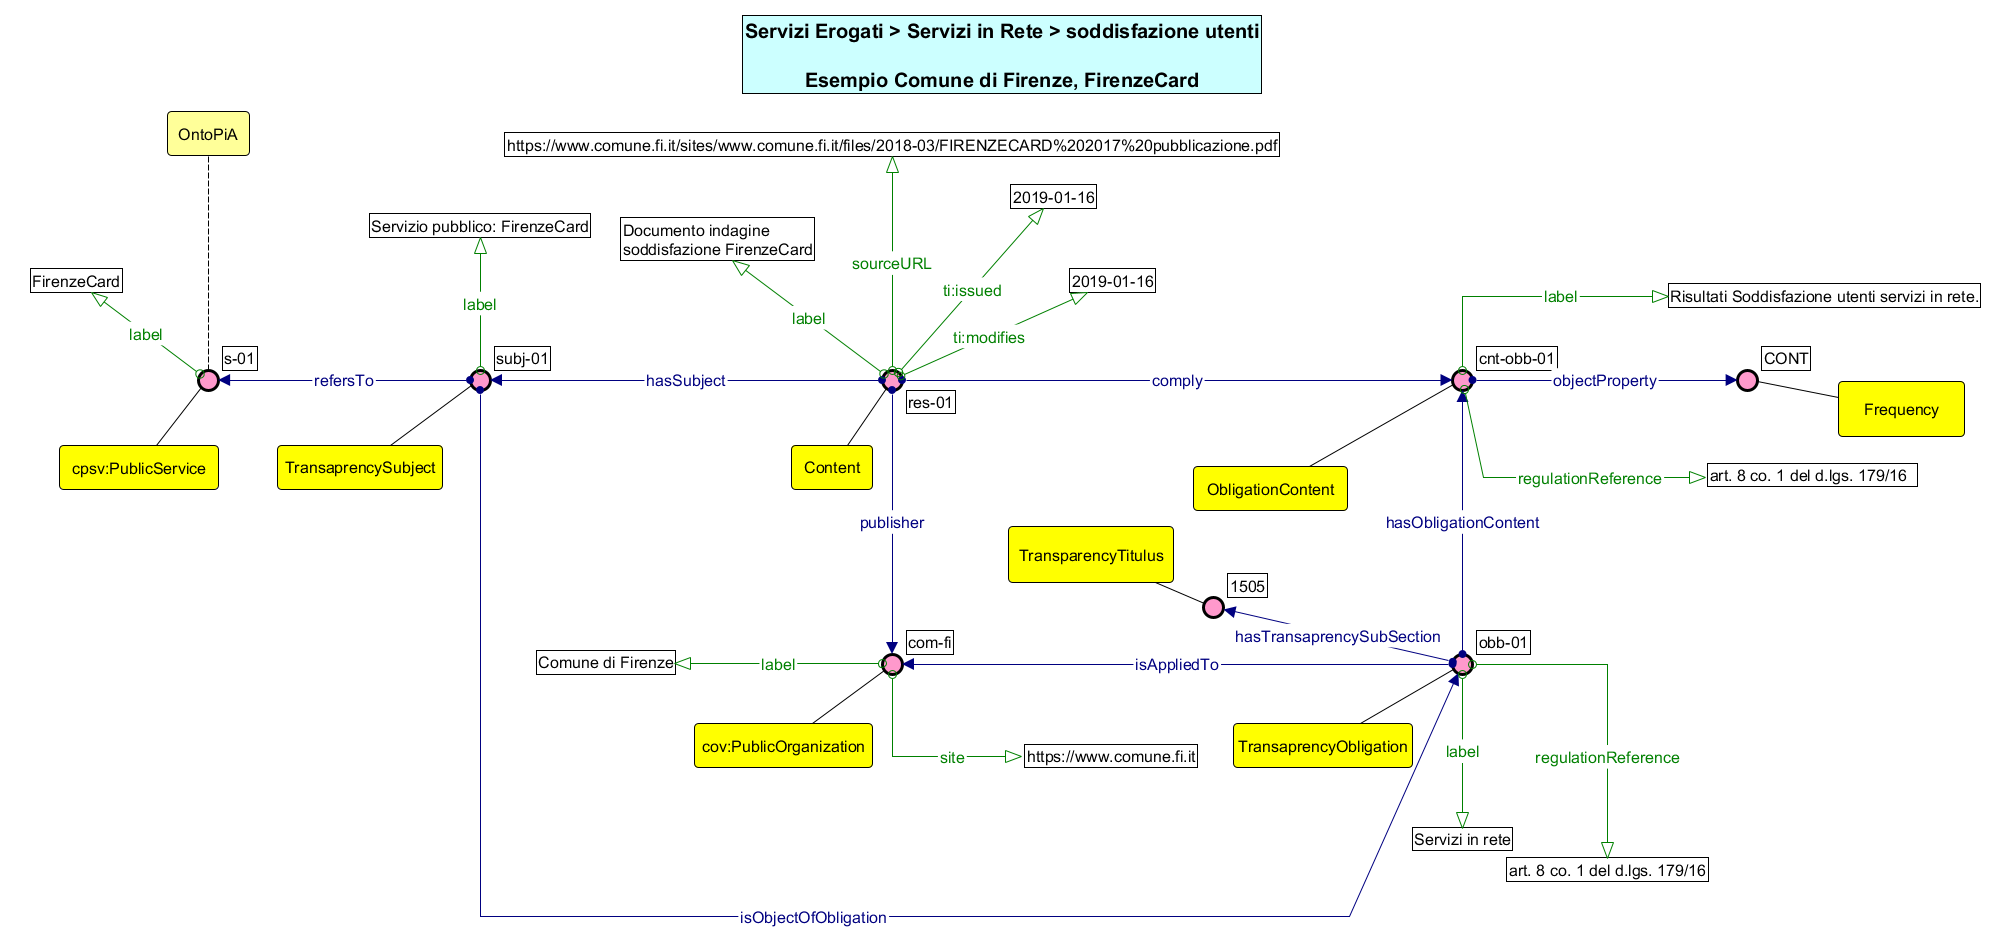 Servizi Erogati > Servizi in Rete > soddisfazione utenti
Esempio Comune di Firenze, FirenzeCard
OntoPiA
https://www.comune.fi.it/sites/www.comune.fi.it/files/2018-03/FIRENZECARD%202017%20pubblicazione.pdf
2019-01-16
Servizio pubblico: FirenzeCard
Documento indagine
soddisfazione FirenzeCard
sourceURL
FirenzeCard
2019-01-16
ti:issued
Risultati Soddisfazione utenti servizi in rete.
label
label
label
label
ti:modifies
s-01
subj-01
cnt-obb-01
CONT
refersTo
hasSubject
comply
objectProperty
res-01
Frequency
cpsv:PublicService
TransaprencySubject
Content
ObligationContent
regulationReference
art. 8 co. 1 del d.lgs. 179/16
publisher
hasObligationContent
TransparencyTitulus
1505
hasTransaprencySubSection
com-fi
obb-01
Comune di Firenze
label
isAppliedTo
cov:PublicOrganization
TransaprencyObligation
site
https://www.comune.fi.it
label
regulationReference
Servizi in rete
art. 8 co. 1 del d.lgs. 179/16
isObjectOfObligation